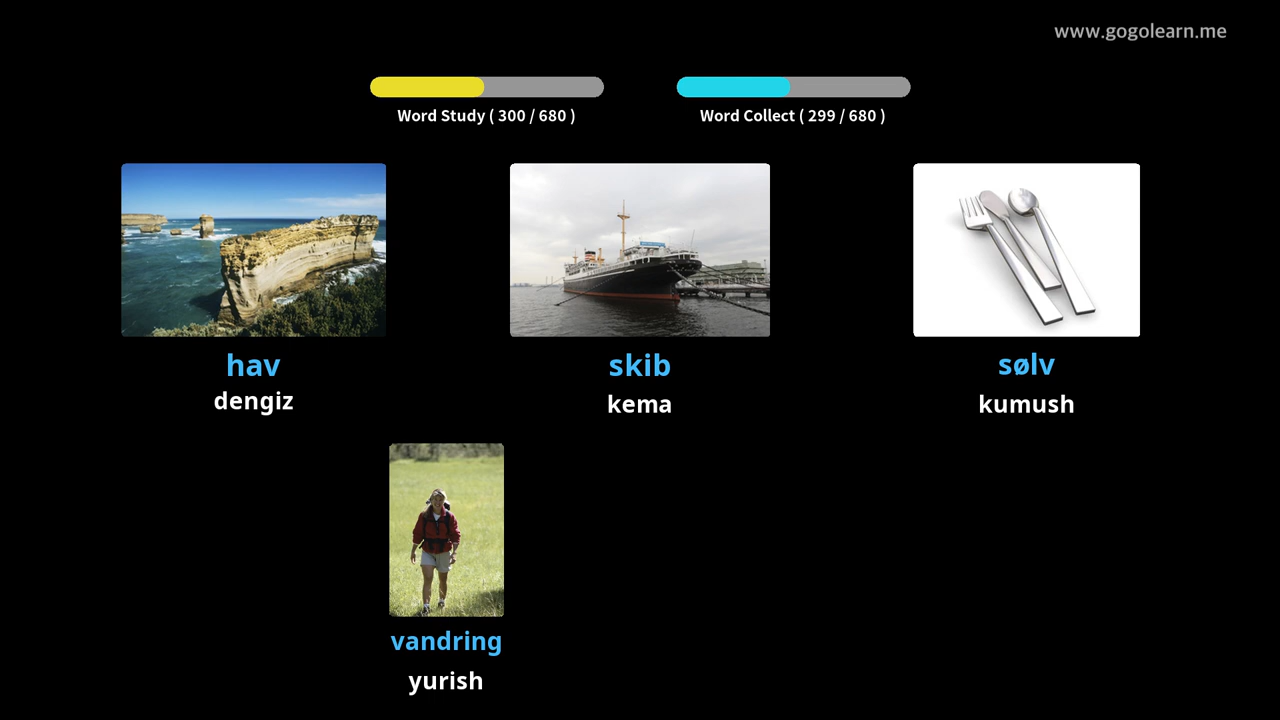 www.gogolearn.me
Word Study ( 300 / 680 )
Word Collect ( 299 / 680 )
hav
dengiz
skib
kema
sølv
kumush
vandring
yurish